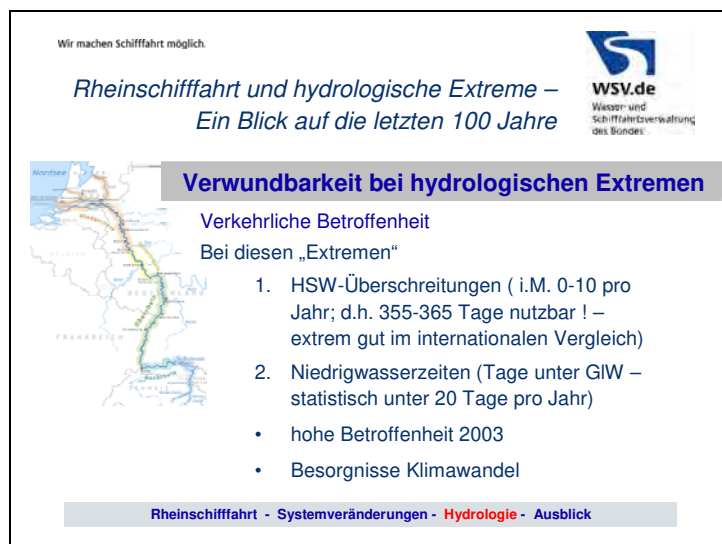 Wir machen Schifffahrt möglich.
WSV.de
Wasser- und
Schifffahrtsverwaltung
des Bundes
Rheinschifffahrt und hydrologische Extreme –
Ein Blick auf die letzten 100 Jahre
Nordsee
Verwundbarkeit bei hydrologischen Extremen
Verkehrliche Betroffenheit
Bei diesen „Extremen“
1. HSW-Überschreitungen ( i.M. 0-10 pro
Jahr; d.h. 355-365 Tage nutzbar ! –
extrem gut im internationalen Vergleich)
2. Niedrigwasserzeiten (Tage unter GlW –
statistisch unter 20 Tage pro Jahr)
• hohe Betroffenheit 2003
• Besorgnisse Klimawandel
FRANKREICH
Rheinschifffahrt - Systemveränderungen - Hydrologie - Ausblick